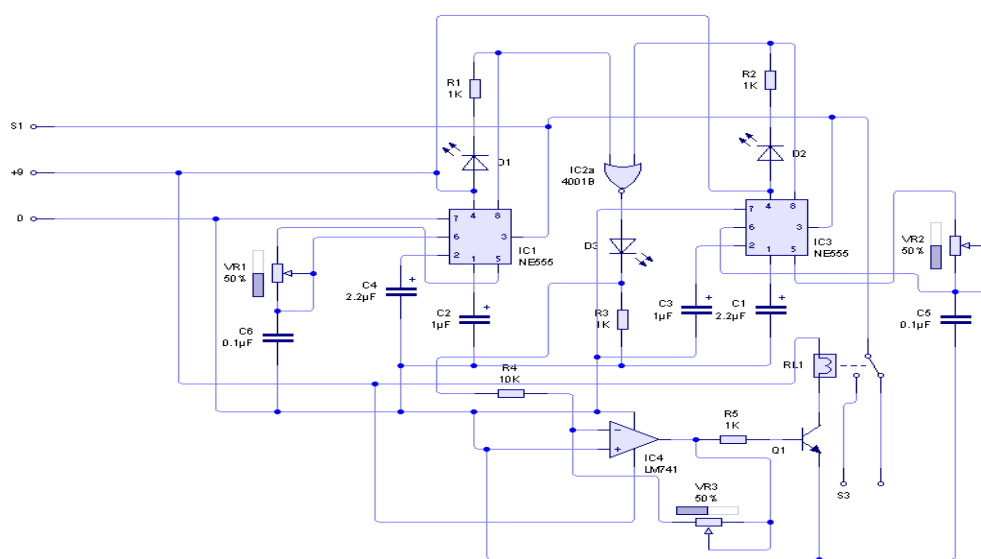 R1
1K
R2
1K
S1
D1
IC2a
4001B
D2
+9
4
8
4
8
0
7
6
2
3
1
5
IC1
NE555
7
6
2
3
1
5
IC3
NE555
D3
VR1
50%
VR2
50%
C4
2.2µF
C2
1µF
R3
1K
C3
1µF
C1
2.2µF
C6
0.1µF
C5
0.1µF
+
+
+
+
R4
10K
RL1
R5
1K
−
+
IC4
LM741
Q1
VR3
50%
S3